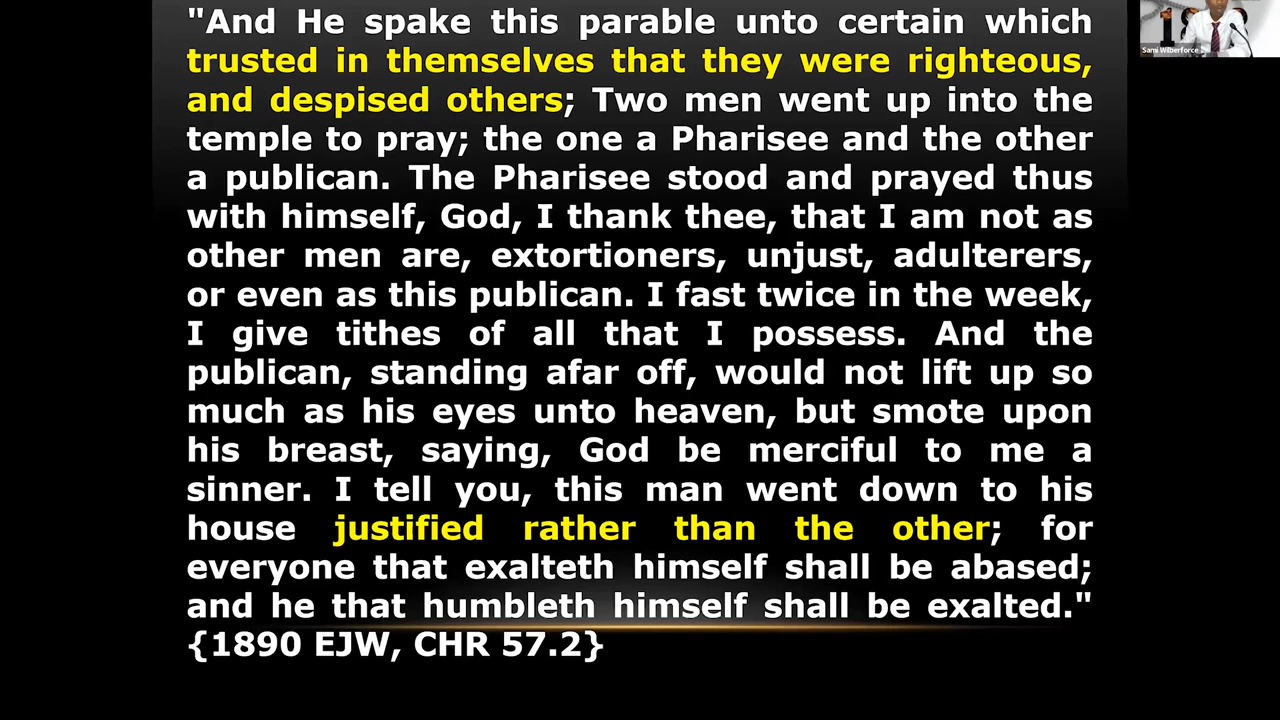 "And He spake this parable unto certain which
trusted in themselves that they were righteous,
and despised others; Two men went up into the
temple to pray; the one a Pharisee and the other
a publican. The Pharisee stood and prayed thus
with himself, God, I thank thee, that I am not as
other men are, extortioners, unjust, adulterers,
or even as this publican. I fast twice in the week,
I give tithes of all that I possess. And the
publican, standing afar off, would not lift up so
much as his eyes unto heaven, but smote upon
his breast, saying, God be merciful to me a
sinner. I tell you, this man went down to his
house justified rather than the other; for
everyone that exalteth himself shall be abased;
and he that humbleth himself shall be exalted."
{1890 EJW, CHR 57.2}
Sami Wilberforce